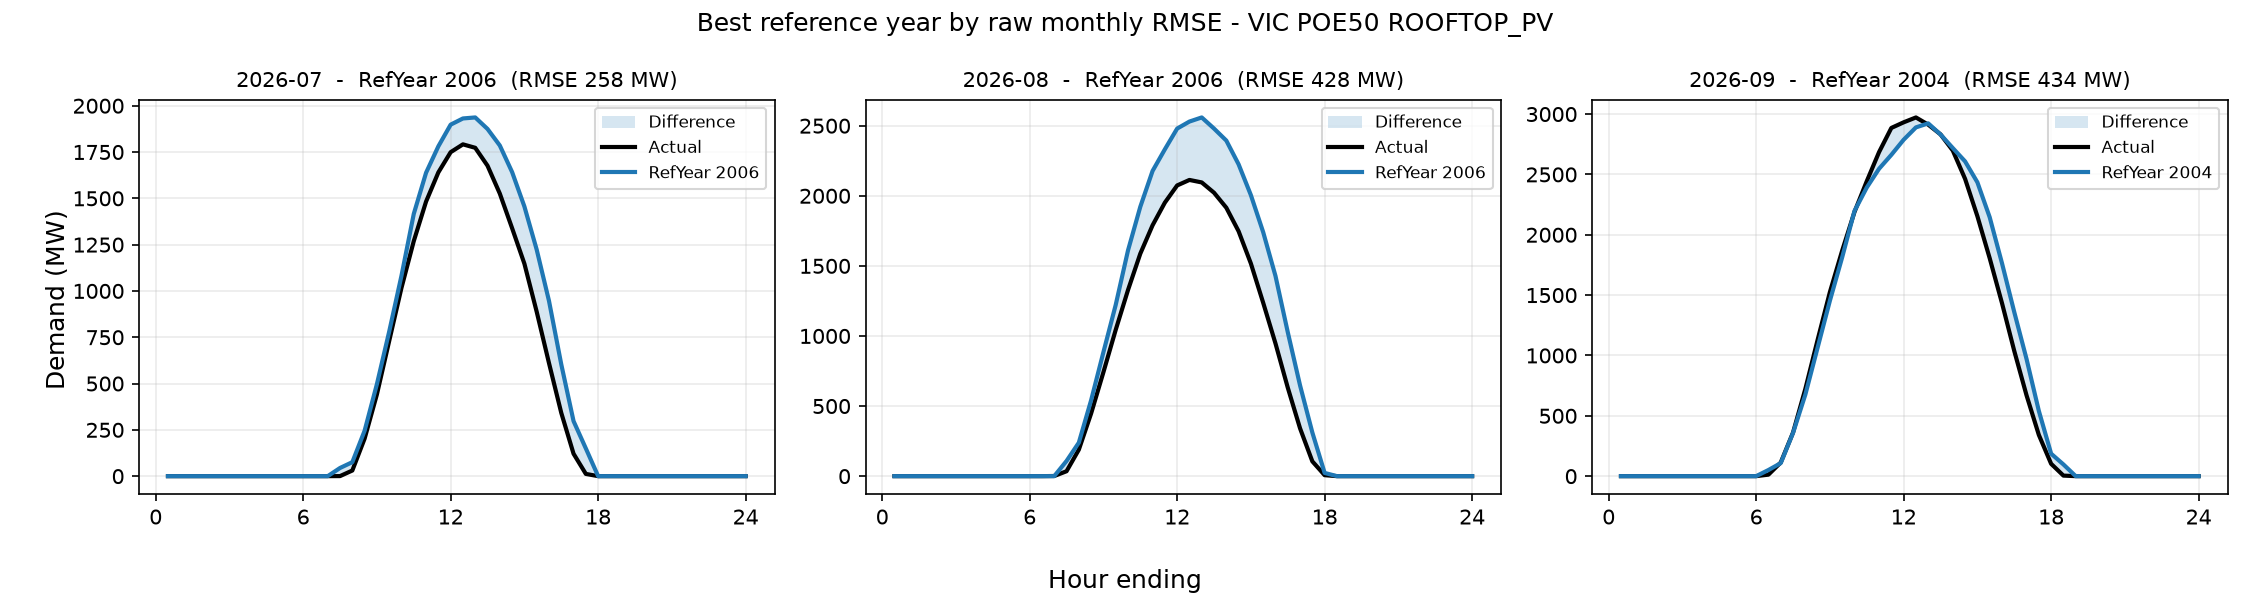 Best reference year by raw monthly RMSE - VIC POE50 ROOFTOP_PV
2026-07 - RefYear 2006 (RMSE 258 MW)
Demand (MW)
2000
1750
1500
1250
1000
750
500
250
0
0 6 12 18 24
Difference
Actual
RefYear 2006
2026-08 - RefYear 2006 (RMSE 428 MW)
2500
2000
1500
1000
500
0
0 6 12 18 24
Difference
Actual
RefYear 2006
2026-09 - RefYear 2004 (RMSE 434 MW)
3000
2500
2000
1500
1000
500
0
0 6 12 18 24
Difference
Actual
RefYear 2004
Hour ending